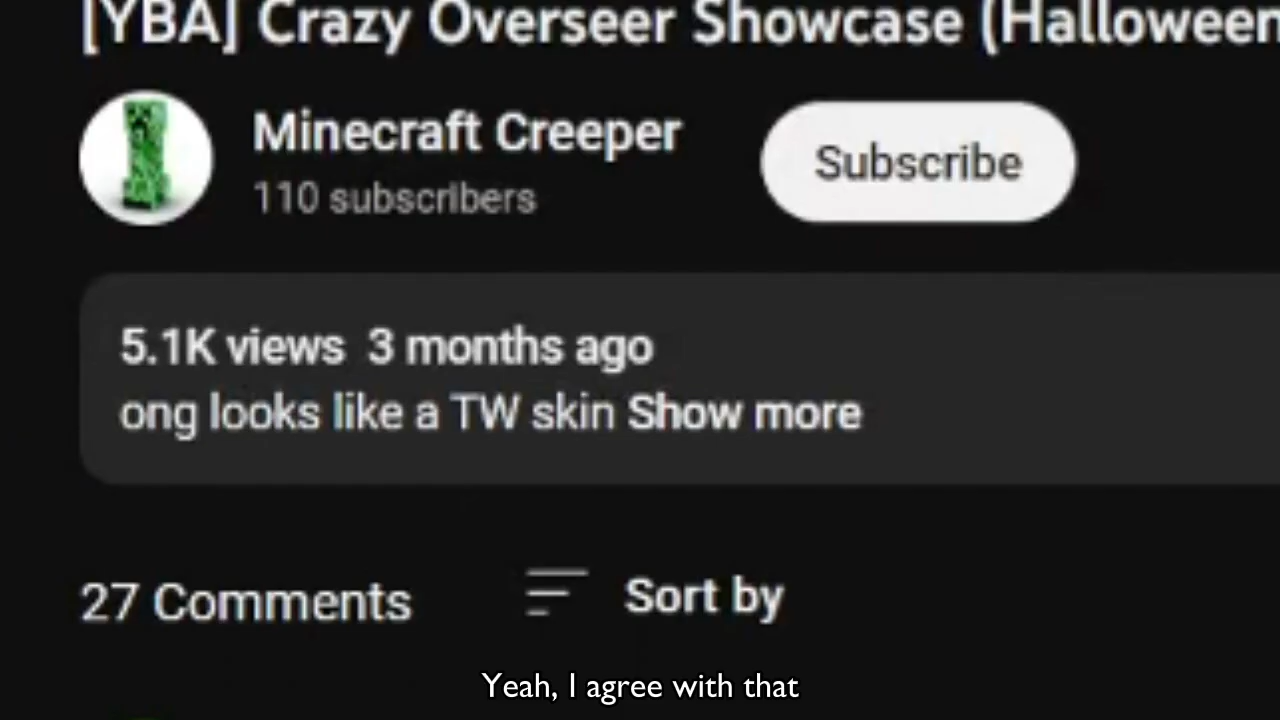 [YBA] Crazy Overseer Showcase (Halloween
Minecraft Creeper
Subscribe
110 subscribers
5.1K views 3 months ago
ong looks like a TW skin Show more
27 Comments
Sort by
Yeah, I agree with that